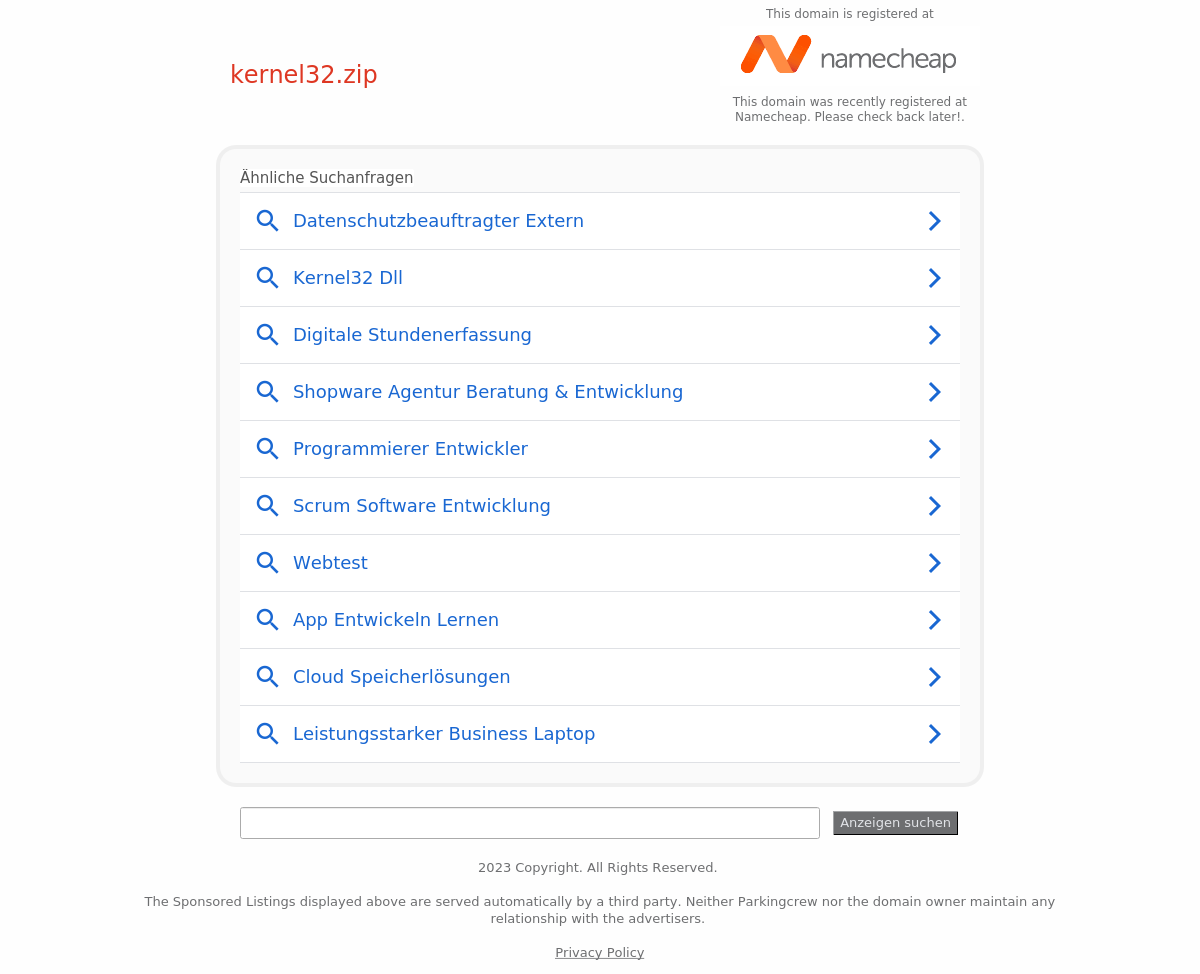 This domain is registered at
namecheap
kernel32.zip
This domain was recently registered at
Namecheap. Please check back later!.
Ähnliche Suchanfragen
Datenschutzbeauftragter Extern
Kernel32 Dll
Digitale Stundenerfassung
Shopware Agentur Beratung & Entwicklung
Programmierer Entwickler
Scrum Software Entwicklung
Webtest
App Entwickeln Lernen
Cloud Speicherlösungen
Leistungsstarker Business Laptop
Anzeigen suchen
2023 Copyright. All Rights Reserved.
The Sponsored Listings displayed above are served automatically by a third party. Neither Parkingcrew nor the domain owner maintain any
relationship with the advertisers.
Privacy Policy